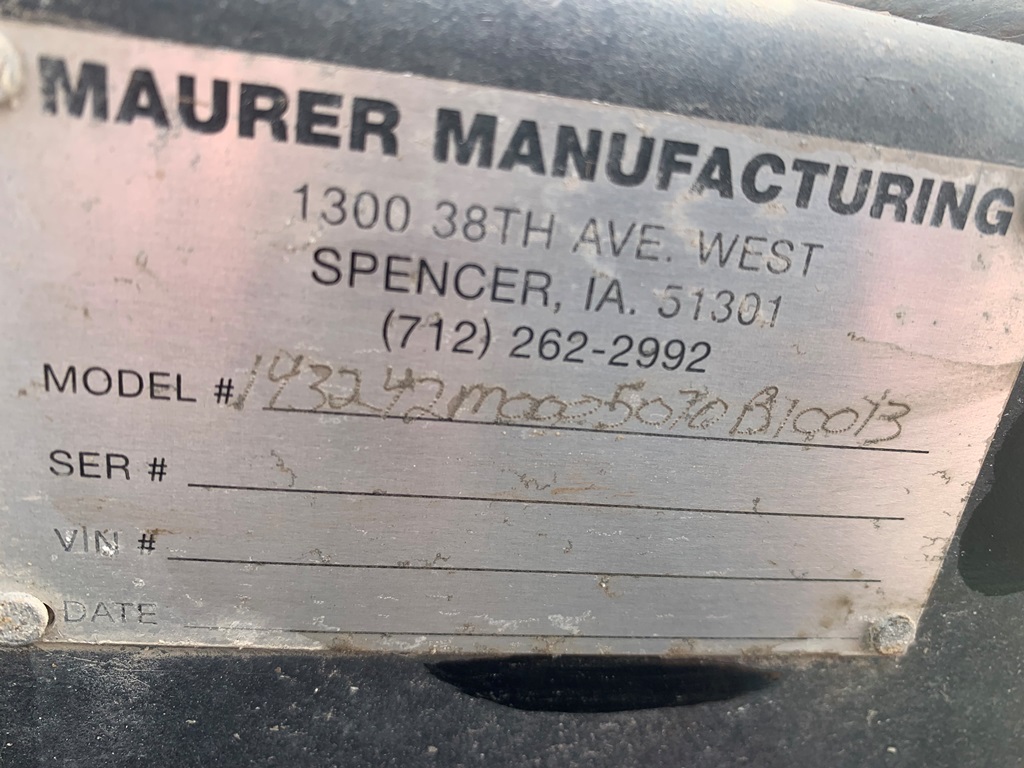 MAURER MANUFACTURING
1300 38TH AVE. WEST
SPENCER, IA. 51301
(712) 262-2992
MODEL #
SER #
VIN #
DATE